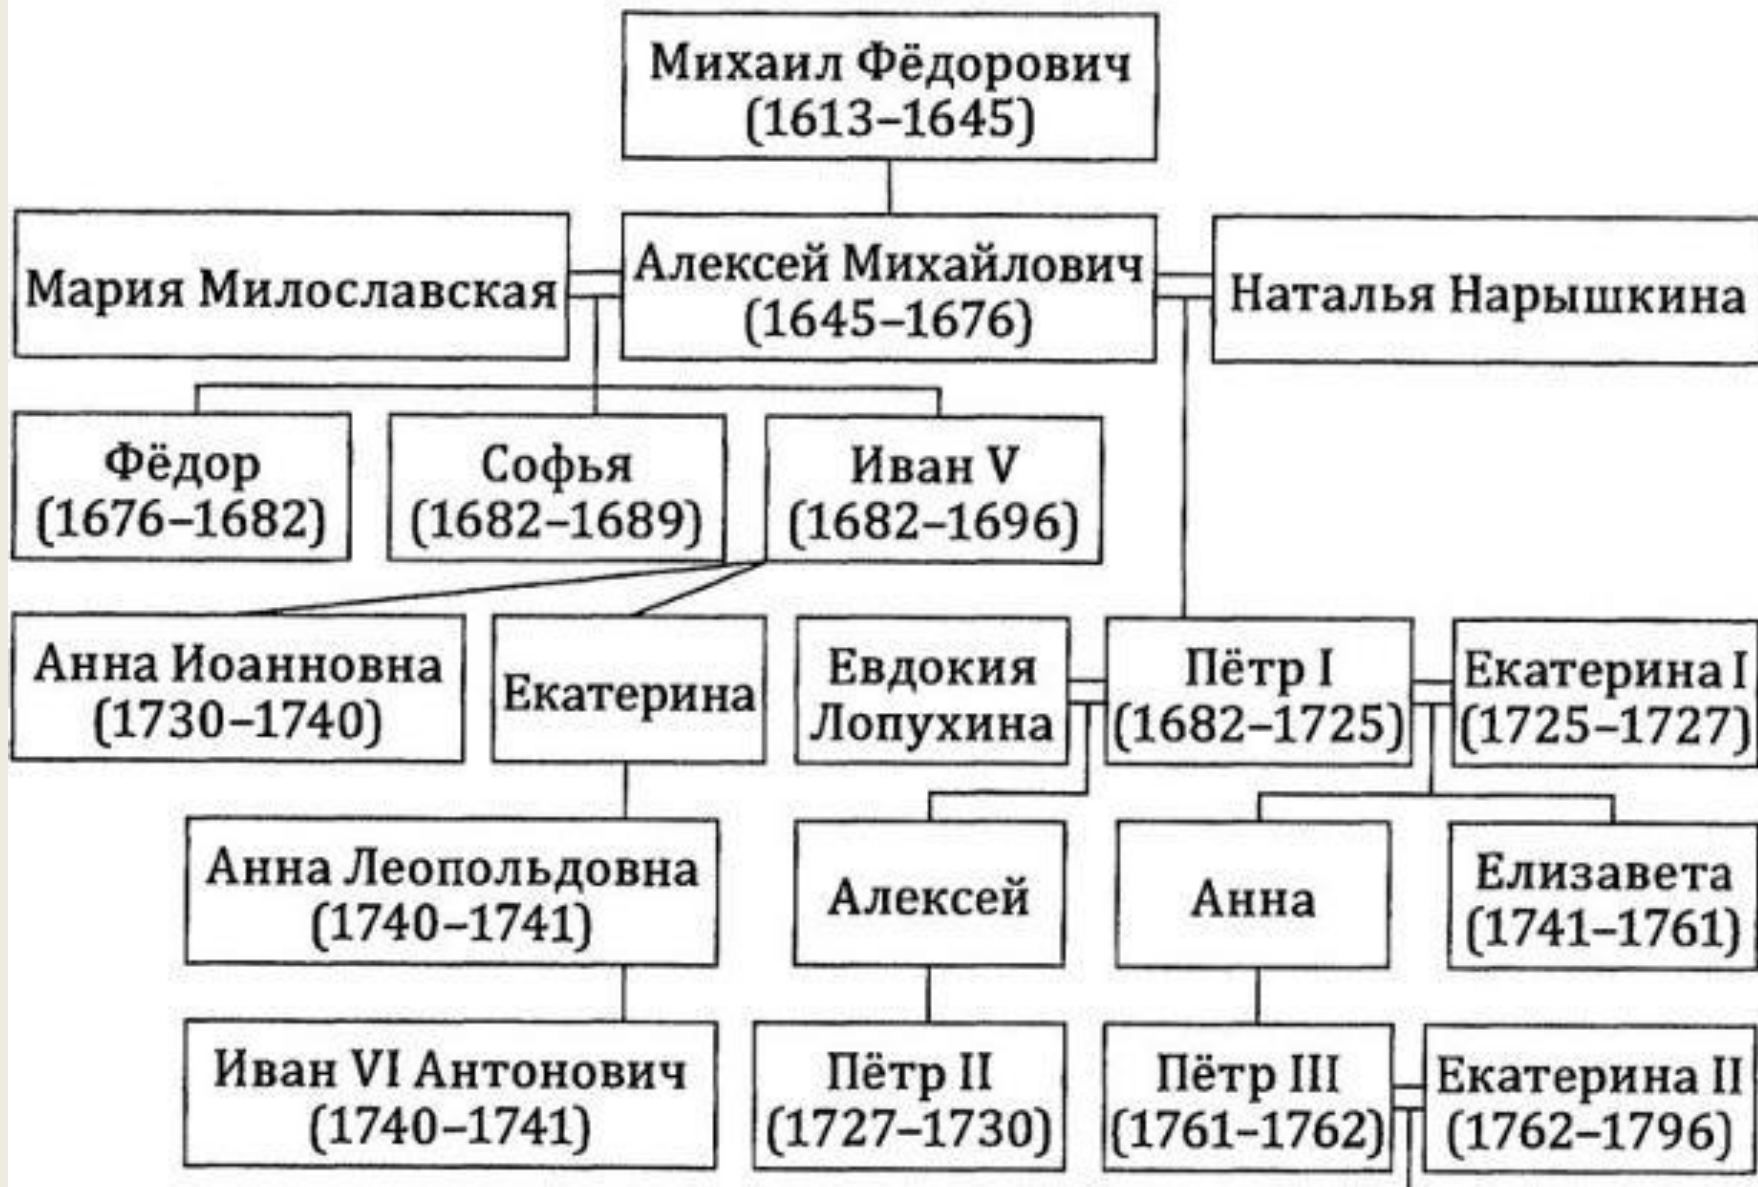 Михаил Фёдорович
(1613–1645)
Мария Милославская
Алексей Михайлович
(1645–1676)
Наталья Нарышкина
Фёдор
(1676–1682)
Софья
(1682–1689)
Иван V
(1682–1696)
Анна Иоанновна
(1730–1740)
Екатерина
Евдокия
Лопухина
Пётр I
(1682–1725)
Екатерина I
(1725–1727)
Анна Леопольдовна
(1740–1741)
Алексей
Анна
Елизавета
(1741–1761)
Иван VI Антонович
(1740–1741)
Пётр II
(1727–1730)
Пётр III
(1761–1762)
Екатерина II
(1762–1796)